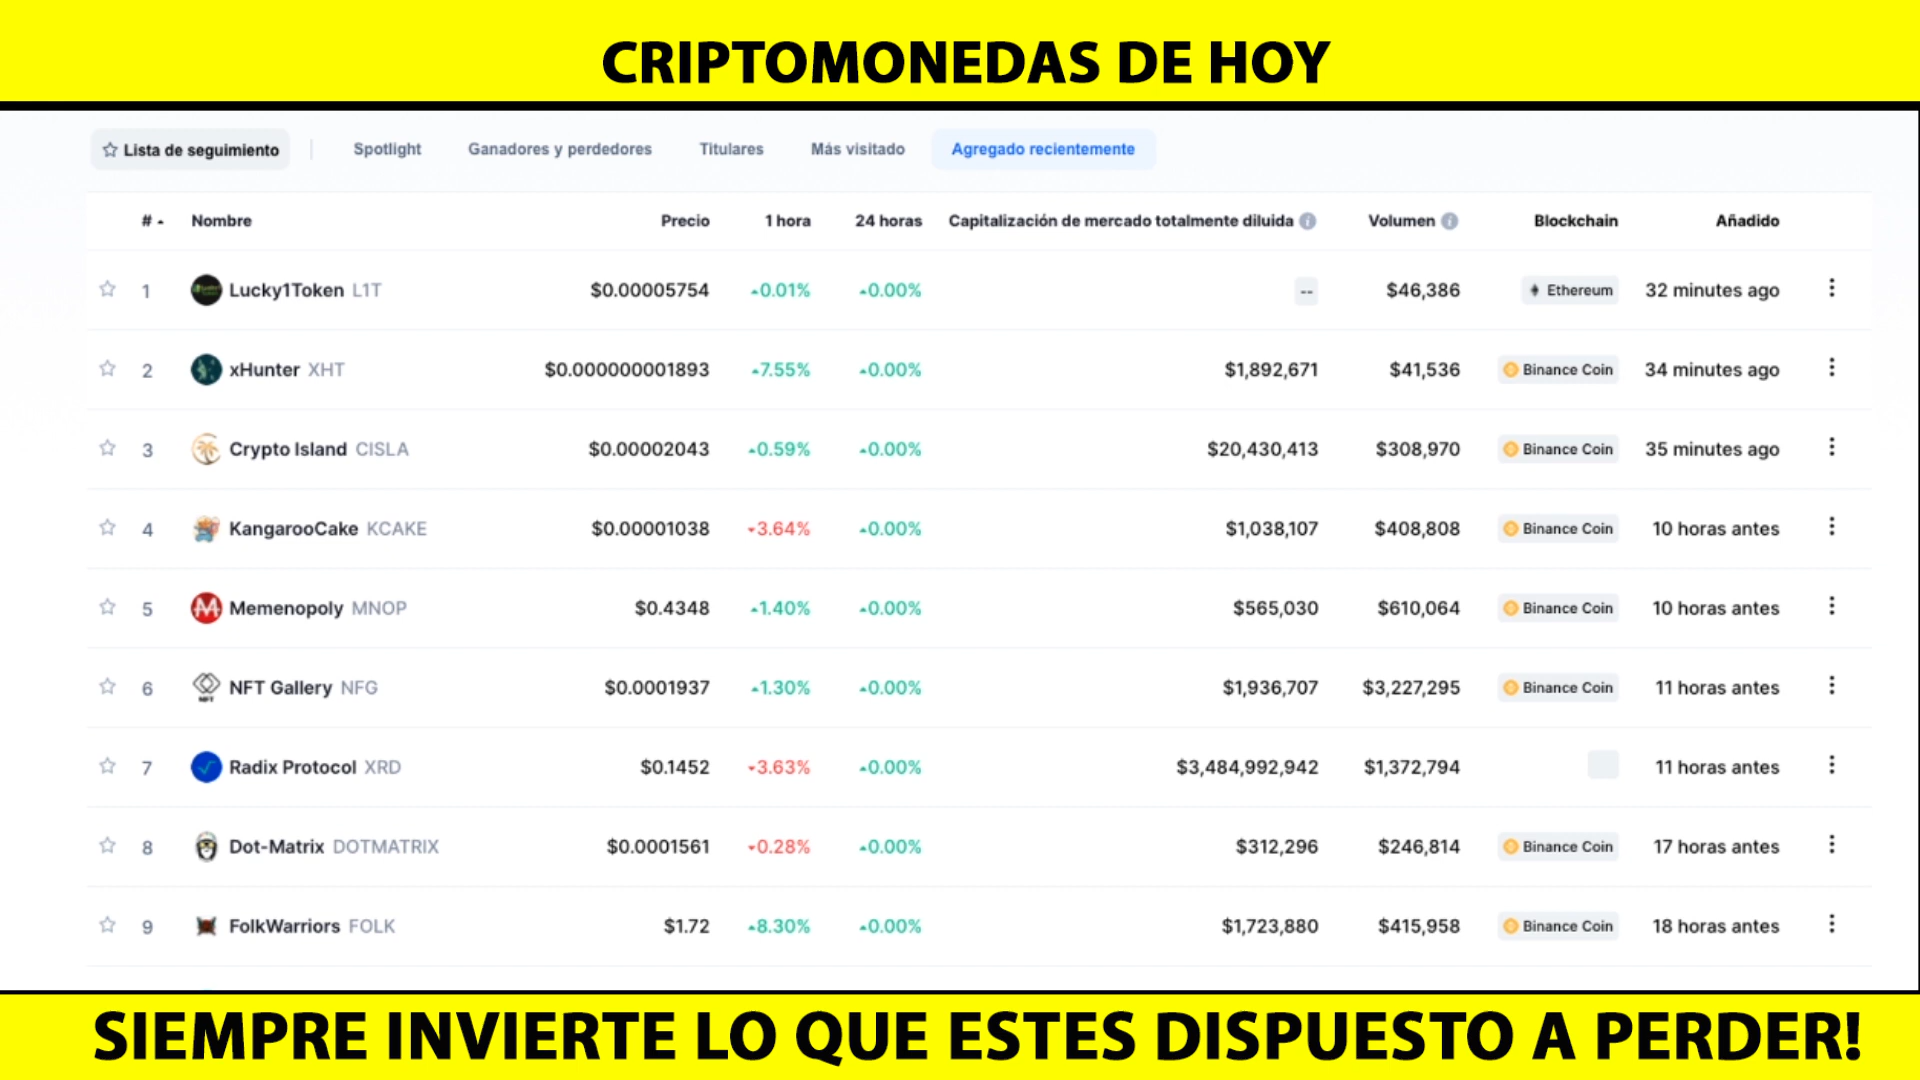 CRIPTOMONEDAS DE HOY
Lista de seguimiento Spotlight Ganadores y perdedores Titulares Más visitado Agregado recientemente
# Nombre Precio 1 hora 24 horas Capitalización de mercado totalmente diluida Volumen Blockchain Añadido
1 Lucky1Token L1T $0.00005754 0.01% 0.00% -- $46,386 Ethereum 32 minutes ago
2 xHunter XHT $0.000000001893 7.55% 0.00% $1,892,671 $41,536 Binance Coin 34 minutes ago
3 Crypto Island CISLA $0.00002043 0.59% 0.00% $20,430,413 $308,970 Binance Coin 35 minutes ago
4 KangarooCake KCAKE $0.00001038 3.64% 0.00% $1,038,107 $408,808 Binance Coin 10 horas antes
5 Memenopoly MNOP $0.4348 1.40% 0.00% $565,030 $610,064 Binance Coin 10 horas antes
6 NFT Gallery NFG $0.0001937 1.30% 0.00% $1,936,707 $3,227,295 Binance Coin 11 horas antes
7 Radix Protocol XRD $0.1452 3.63% 0.00% $3,484,992,942 $1,372,794 11 horas antes
8 Dot-Matrix DOTMATRIX $0.0001561 0.28% 0.00% $312,296 $246,814 Binance Coin 17 horas antes
9 FolkWarriors FOLK $1.72 8.30% 0.00% $1,723,880 $415,958 Binance Coin 18 horas antes
SIEMPRE INVIERTE LO QUE ESTES DISPUESTO A PERDER!